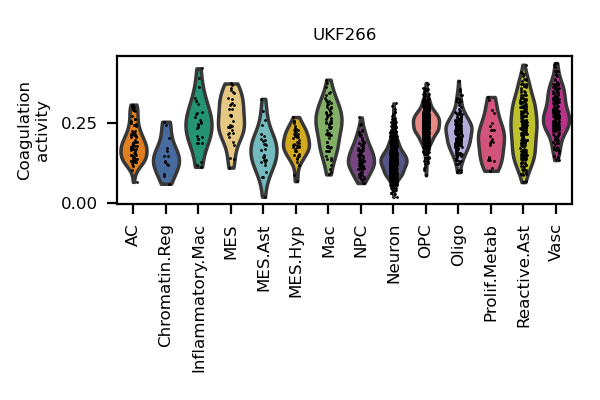 UKF266
Coagulation
activity
0.25
0.00
AC
Chromatin.Reg
Inflammatory.Mac
MES
MES.Ast
MES.Hyp
Mac
NPC
Neuron
OPC
Oligo
Prolif.Metab
Reactive.Ast
Vasc